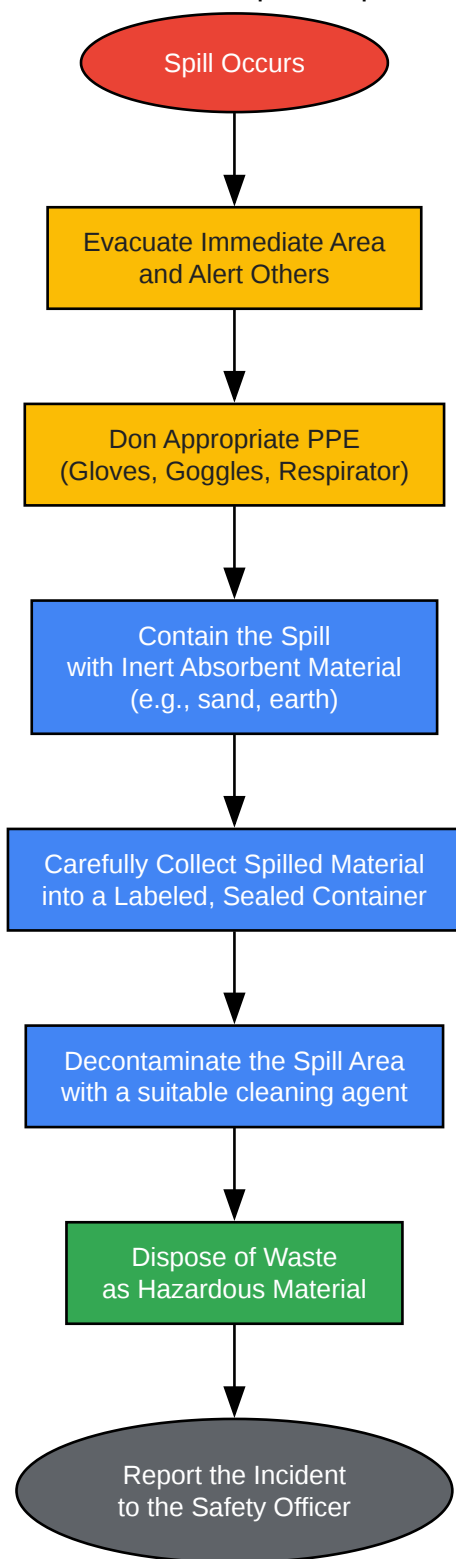 Spill Occurs
Evacuate Immediate Area
and Alert Others
Don Appropriate PPE
(Gloves, Goggles, Respirator)
Contain the Spill
with Inert Absorbent Material
(e.g., sand, earth)
Carefully Collect Spilled Material
into a Labeled, Sealed Container
Decontaminate the Spill Area
with a suitable cleaning agent
Dispose of Waste
as Hazardous Material
Report the Incident
to the Safety Officer